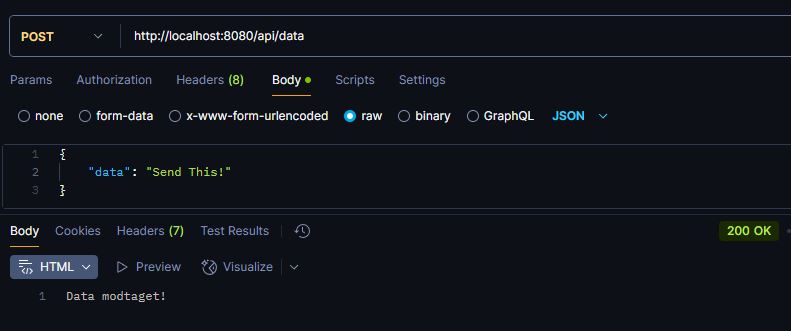 POST http://localhost:8080/api/data
Params Authorization Headers (8) Body Scripts Settings
none form-data x-www-form-urlencoded raw binary GraphQL JSON
1 {
2 "data": "Send This!"
3 }
Body Cookies Headers (7) Test Results 200 OK
HTML Preview Visualize
1 Data modtaget!